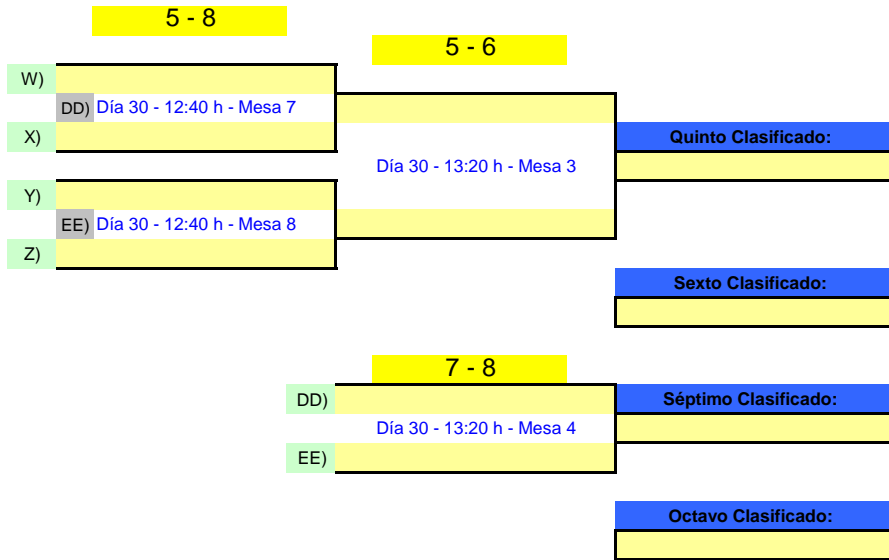 5 - 8
5 - 6
W)
DD) Día 30 - 12:40 h - Mesa 7
X)
Quinto Clasificado:
Día 30 - 13:20 h - Mesa 3
Y)
EE) Día 30 - 12:40 h - Mesa 8
Z)
Sexto Clasificado:
7 - 8
DD)
Séptimo Clasificado:
Día 30 - 13:20 h - Mesa 4
EE)
Octavo Clasificado: